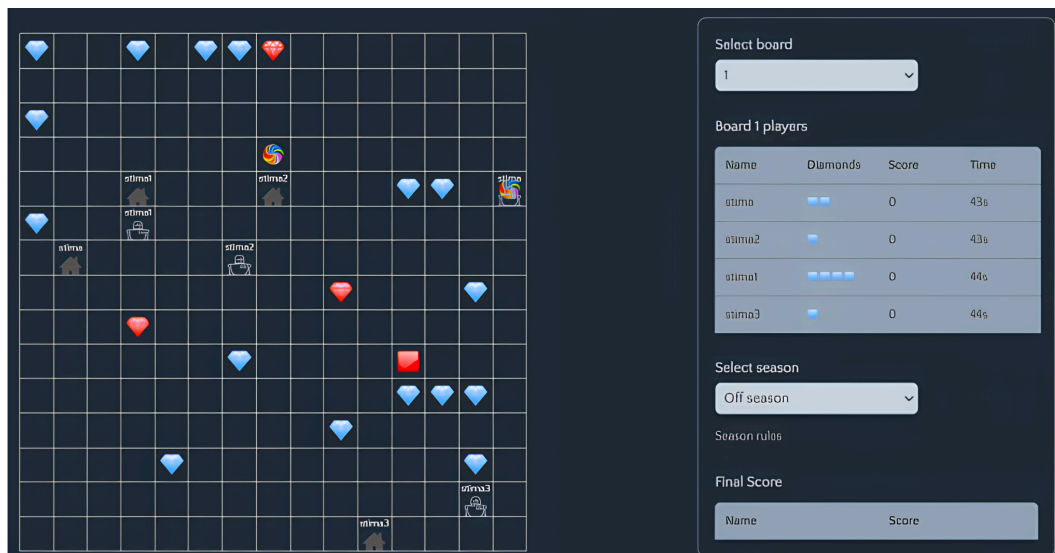 stima1
stima2
stima
stima1
stima
stima2
stima3
stima3
Select board
1
Board 1 players
Name Diamonds Score Time
stima 0 43s
stima2 0 43s
stima1 0 44s
stima3 0 44s
Select season
Off season
Season rules
Final Score
Name Score